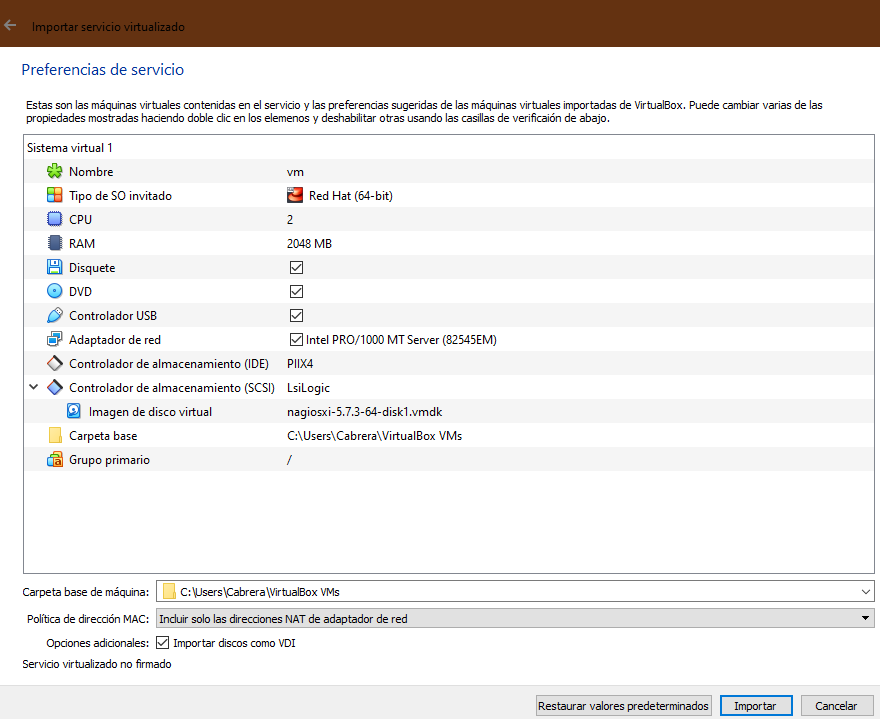 Importar servicio virtualizado
Preferencias de servicio
Estas son las máquinas virtuales contenidas en el servicio y las preferencias sugeridas de las máquinas virtuales importadas de VirtualBox. Puede cambiar varias de las
propiedades mostradas haciendo doble clic en los elemenos y deshabilitar otras usando las casillas de verificaión de abajo.
Sistema virtual 1
Nombre vm
Tipo de SO invitado Red Hat (64-bit)
CPU 2
RAM 2048 MB
Disquete
DVD
Controlador USB
Adaptador de red Intel PRO/1000 MT Server (82545EM)
Controlador de almacenamiento (IDE) PIIX4
Controlador de almacenamiento (SCSI) LsiLogic
Imagen de disco virtual nagiosxi-5.7.3-64-disk1.vmdk
Carpeta base C:\Users\Cabrera\VirtualBox VMs
Grupo primario /
Carpeta base de máquina: C:\Users\Cabrera\VirtualBox VMs
Política de dirección MAC: Incluir solo las direcciones NAT de adaptador de red
Opciones adicionales: Importar discos como VDI
Servicio virtualizado no firmado
Restaurar valores predeterminados Importar Cancelar